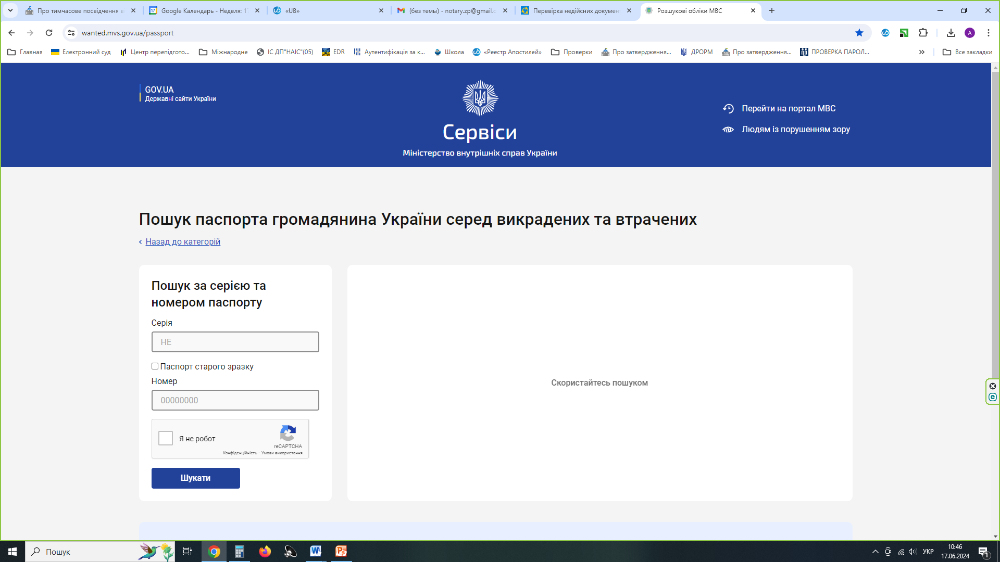 Про тимчасове посвідчення в
Google Календарь - Неделя: 1
«UB»
(без темы) - notary.zp@gmail.c
Перевірка недійсних документ
Розшукові обліки МВС
wanted.mvs.gov.ua/passport
A
Главная
Електронний суд
Центр перепідгото...
Міжнародне
ІС ДП"НАІС"(05)
EDR
Аутентифікація за к...
Школа
«Реестр Апостилей»
Проверки
Про затвердження...
ДРОРМ
Про затвердження...
ПРОВЕРКА ПАРОЛ...
»
Все закладки
GOV.UA
Державні сайти України
Сервіси
Міністерство внутрішніх справ України
Перейти на портал МВС
Людям із порушенням зору
Пошук паспорта громадянина України серед викрадених та втрачених
‹ Назад до категорій
Пошук за серією та
номером паспорту
Серія
НЕ
Паспорт старого зразку
Номер
00000000
Я не робот
reCAPTCHA
Конфіденційність - Умови використання
Шукати
Скористайтесь пошуком
Пошук
УКР
10:46
17.06.2024
1